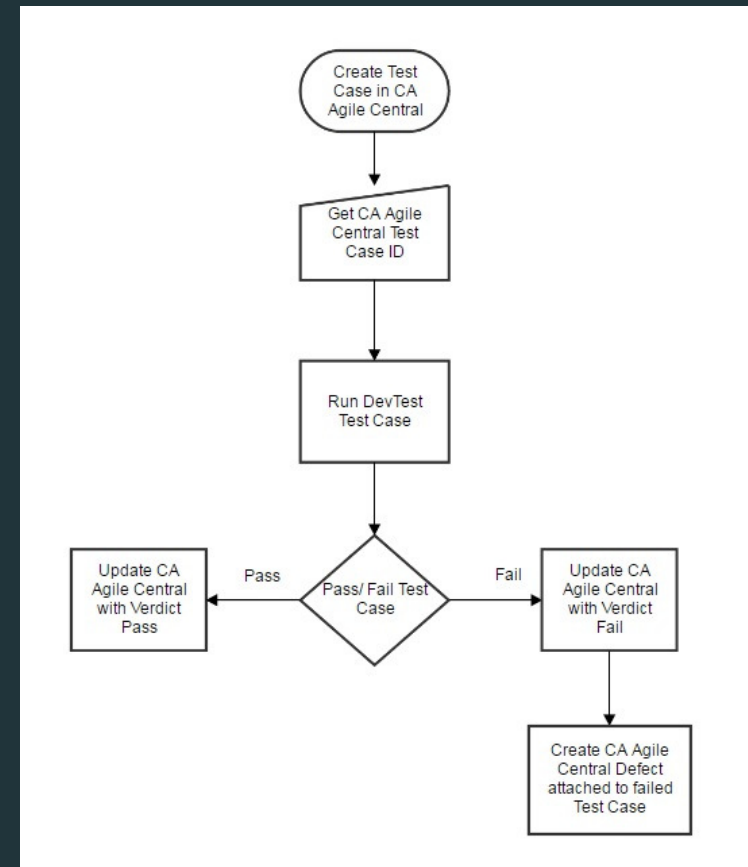 Create Test
Case in CA
Agile Central
Get CA Agile
Central Test
Case ID
Run DevTest
Test Case
Pass/ Fail Test
Case
Pass
Update CA
Agile Central
with Verdict
Pass
Fail
Update CA
Agile Central
with Verdict
Fail
Create CA Agile
Central Defect
attached to failed
Test Case